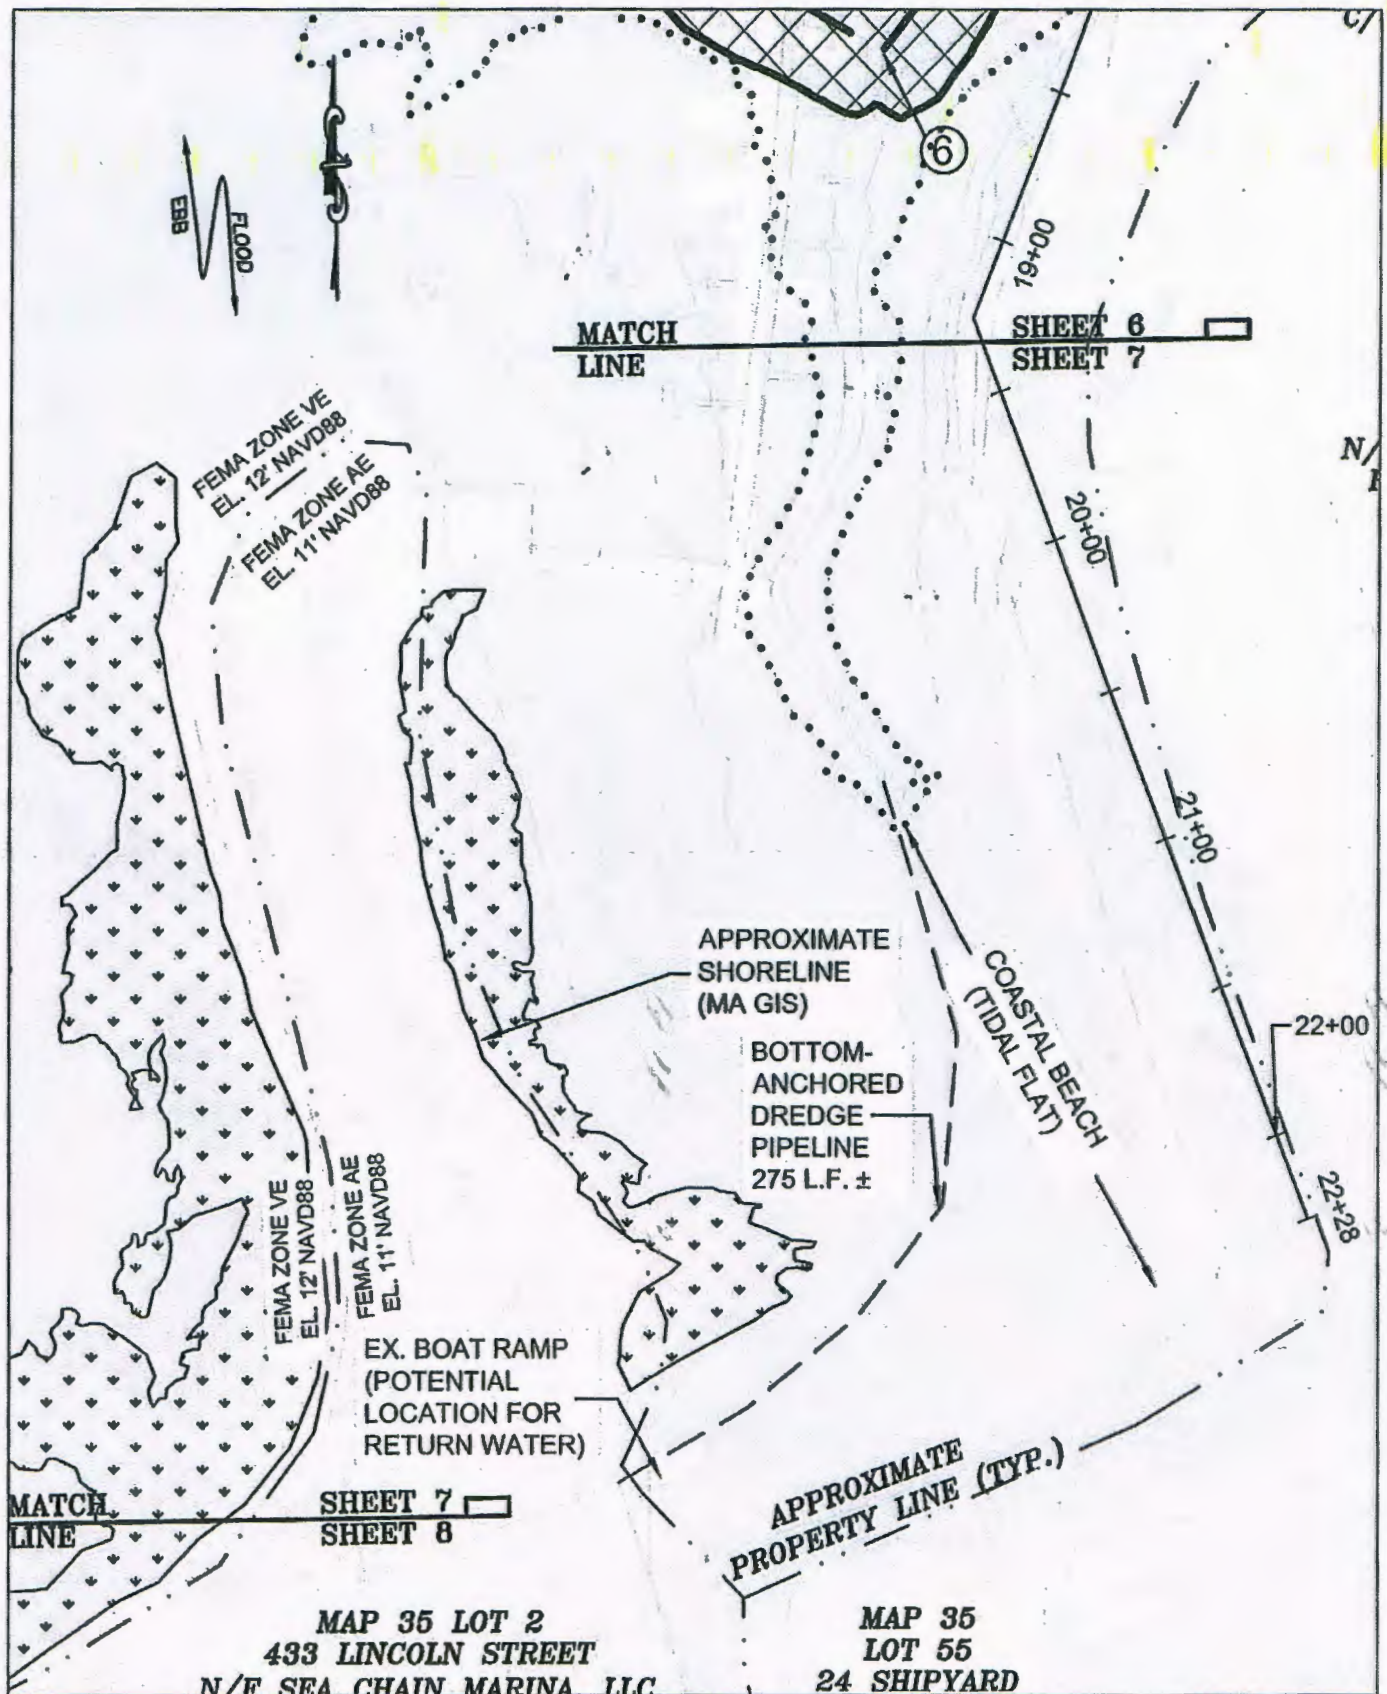 C/
6
EBB
FLOOD
19+00
MATCH
LINE
SHEET 6
SHEET 7
FEMA ZONE VE
EL. 12' NAVD88
FEMA ZONE AE
EL. 11' NAVD88
N/
20+00
21+00
APPROXIMATE
SHORELINE
(MA GIS)
COASTAL BEACH
(TIDAL FLAT)
22+00
BOTTOM-
ANCHORED
DREDGE
PIPELINE
275 L.F. ±
22+28
FEMA ZONE VE
EL. 12' NAVD88
FEMA ZONE AE
EL. 11' NAVD88
EX. BOAT RAMP
(POTENTIAL
LOCATION FOR
RETURN WATER)
APPROXIMATE
PROPERTY LINE (TYP.)
MATCH
LINE
SHEET 7
SHEET 8
MAP 35 LOT 2
433 LINCOLN STREET
N/F SEA CHAIN MARINA, LLC
MAP 35
LOT 55
24 SHIPYARD